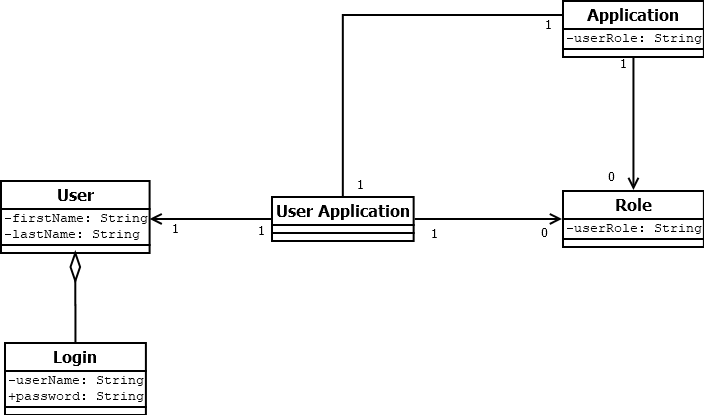 Application
-userRole: String
1
1
1
0
User
-firstName: String
-lastName: String
1
1
User Application
1
0
Role
-userRole: String
Login
-userName: String
+password: String